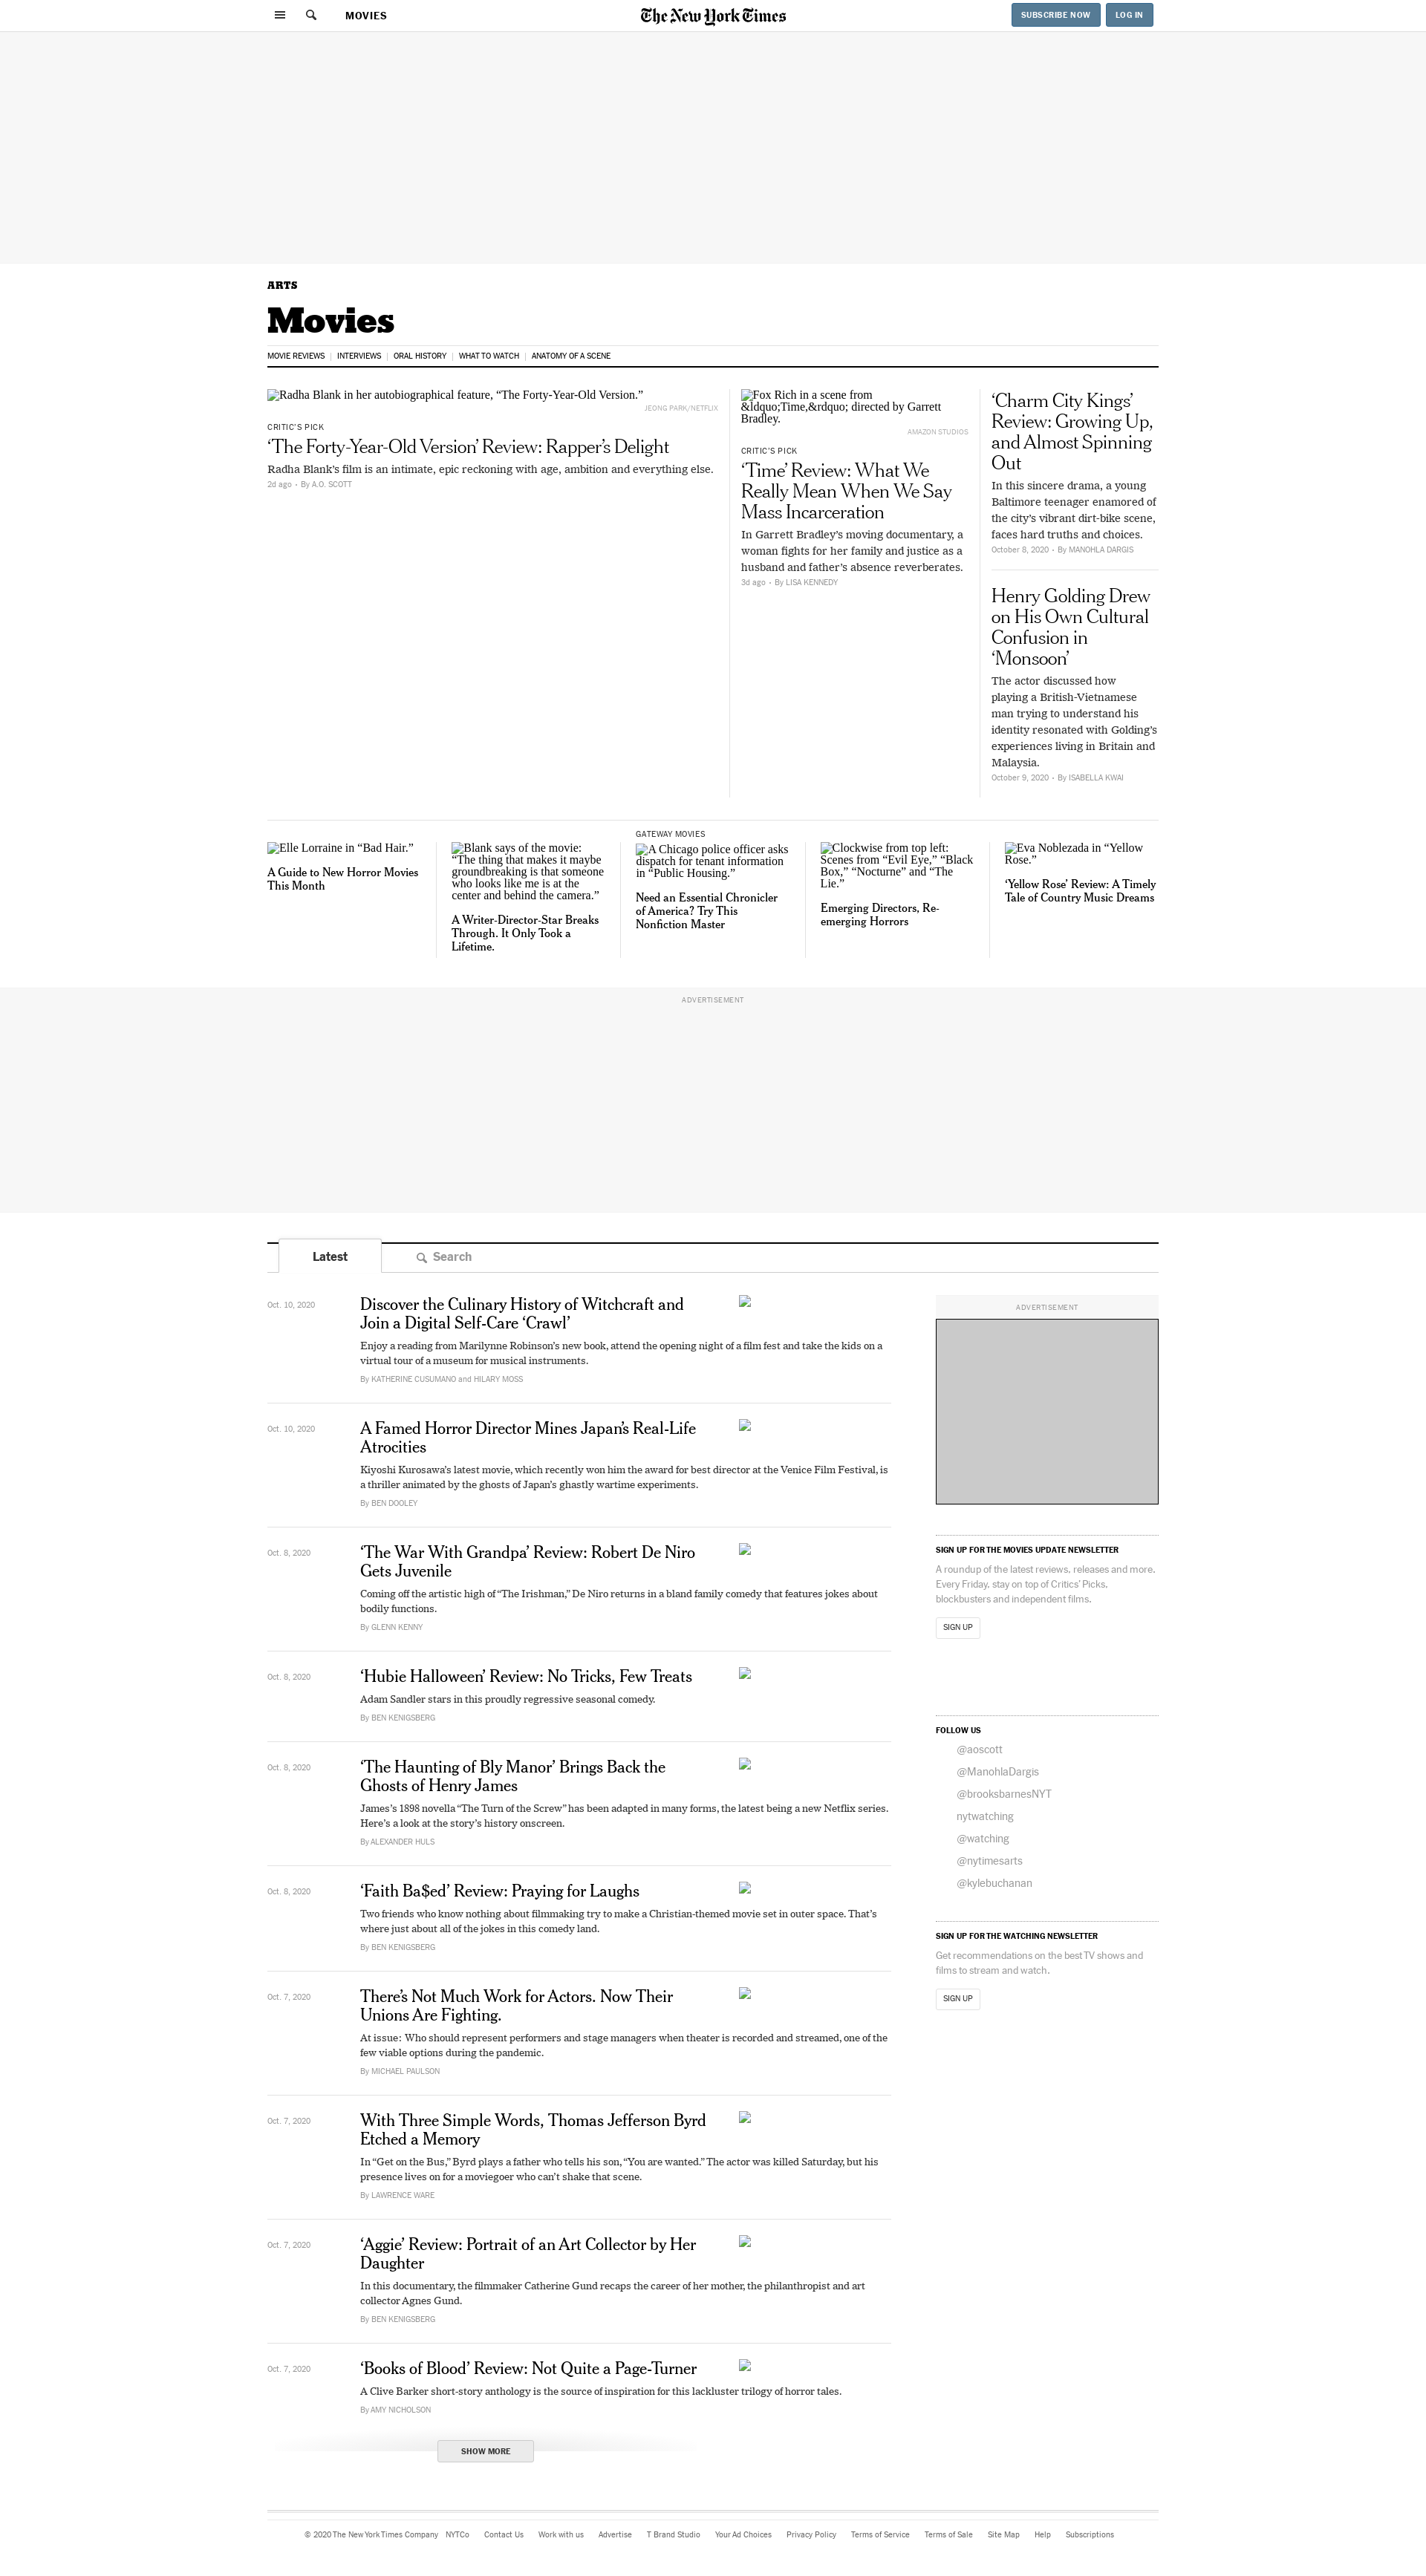 MOVIES
The New York Times
SUBSCRIBE NOW
LOG IN
ARTS
Movies
MOVIE REVIEWS
INTERVIEWS
ORAL HISTORY
WHAT TO WATCH
ANATOMY OF A SCENE
Radha Blank in her autobiographical feature, “The Forty-Year-Old Version.”
JEONG PARK/NETFLIX
CRITIC’S PICK
‘The Forty-Year-Old Version’ Review: Rapper’s Delight
Radha Blank’s film is an intimate, epic reckoning with age, ambition and everything else.
2d ago • By A.O. SCOTT
Fox Rich in a scene from
&ldquo;Time,&rdquo; directed by Garrett
Bradley.
AMAZON STUDIOS
CRITIC’S PICK
‘Time’ Review: What We
Really Mean When We Say
Mass Incarceration
In Garrett Bradley’s moving documentary, a
woman fights for her family and justice as a
husband and father’s absence reverberates.
3d ago • By LISA KENNEDY
‘Charm City Kings’
Review: Growing Up,
and Almost Spinning
Out
In this sincere drama, a young
Baltimore teenager enamored of
the city’s vibrant dirt-bike scene,
faces hard truths and choices.
October 8, 2020 • By MANOHLA DARGIS
Henry Golding Drew
on His Own Cultural
Confusion in
‘Monsoon’
The actor discussed how
playing a British-Vietnamese
man trying to understand his
identity resonated with Golding’s
experiences living in Britain and
Malaysia.
October 9, 2020 • By ISABELLA KWAI
Elle Lorraine in “Bad Hair.”
A Guide to New Horror Movies
This Month
Blank says of the movie:
“The thing that makes it maybe
groundbreaking is that someone
who looks like me is at the
center and behind the camera.”
A Writer-Director-Star Breaks
Through. It Only Took a
Lifetime.
GATEWAY MOVIES
A Chicago police officer asks
dispatch for tenant information
in “Public Housing.”
Need an Essential Chronicler
of America? Try This
Nonfiction Master
Clockwise from top left:
Scenes from “Evil Eye,” “Black
Box,” “Nocturne” and “The
Lie.”
Emerging Directors, Re-
emerging Horrors
Eva Noblezada in “Yellow
Rose.”
‘Yellow Rose’ Review: A Timely
Tale of Country Music Dreams
ADVERTISEMENT
Latest
Search
Oct. 10, 2020
Discover the Culinary History of Witchcraft and
Join a Digital Self-Care ‘Crawl’
Enjoy a reading from Marilynne Robinson’s new book, attend the opening night of a film fest and take the kids on a
virtual tour of a museum for musical instruments.
By KATHERINE CUSUMANO and HILARY MOSS
Oct. 10, 2020
A Famed Horror Director Mines Japan’s Real-Life
Atrocities
Kiyoshi Kurosawa’s latest movie, which recently won him the award for best director at the Venice Film Festival, is
a thriller animated by the ghosts of Japan’s ghastly wartime experiments.
By BEN DOOLEY
Oct. 8, 2020
‘The War With Grandpa’ Review: Robert De Niro
Gets Juvenile
Coming off the artistic high of “The Irishman,” De Niro returns in a bland family comedy that features jokes about
bodily functions.
By GLENN KENNY
Oct. 8, 2020
‘Hubie Halloween’ Review: No Tricks, Few Treats
Adam Sandler stars in this proudly regressive seasonal comedy.
By BEN KENIGSBERG
Oct. 8, 2020
‘The Haunting of Bly Manor’ Brings Back the
Ghosts of Henry James
James’s 1898 novella “The Turn of the Screw” has been adapted in many forms, the latest being a new Netflix series.
Here’s a look at the story’s history onscreen.
By ALEXANDER HULS
Oct. 8, 2020
‘Faith Ba$ed’ Review: Praying for Laughs
Two friends who know nothing about filmmaking try to make a Christian-themed movie set in outer space. That’s
where just about all of the jokes in this comedy land.
By BEN KENIGSBERG
Oct. 7, 2020
There’s Not Much Work for Actors. Now Their
Unions Are Fighting.
At issue: Who should represent performers and stage managers when theater is recorded and streamed, one of the
few viable options during the pandemic.
By MICHAEL PAULSON
Oct. 7, 2020
With Three Simple Words, Thomas Jefferson Byrd
Etched a Memory
In “Get on the Bus,” Byrd plays a father who tells his son, “You are wanted.” The actor was killed Saturday, but his
presence lives on for a moviegoer who can’t shake that scene.
By LAWRENCE WARE
Oct. 7, 2020
‘Aggie’ Review: Portrait of an Art Collector by Her
Daughter
In this documentary, the filmmaker Catherine Gund recaps the career of her mother, the philanthropist and art
collector Agnes Gund.
By BEN KENIGSBERG
Oct. 7, 2020
‘Books of Blood’ Review: Not Quite a Page-Turner
A Clive Barker short-story anthology is the source of inspiration for this lackluster trilogy of horror tales.
By AMY NICHOLSON
SHOW MORE
ADVERTISEMENT
SIGN UP FOR THE MOVIES UPDATE NEWSLETTER
A roundup of the latest reviews, releases and more.
Every Friday, stay on top of Critics’ Picks,
blockbusters and independent films.
SIGN UP
FOLLOW US
@aoscott
@ManohlaDargis
@brooksbarnesNYT
nytwatching
@watching
@nytimesarts
@kylebuchanan
SIGN UP FOR THE WATCHING NEWSLETTER
Get recommendations on the best TV shows and
films to stream and watch.
SIGN UP
© 2020 The New York Times Company NYTCo Contact Us Work with us Advertise T Brand Studio Your Ad Choices Privacy Policy Terms of Service Terms of Sale Site Map Help Subscriptions